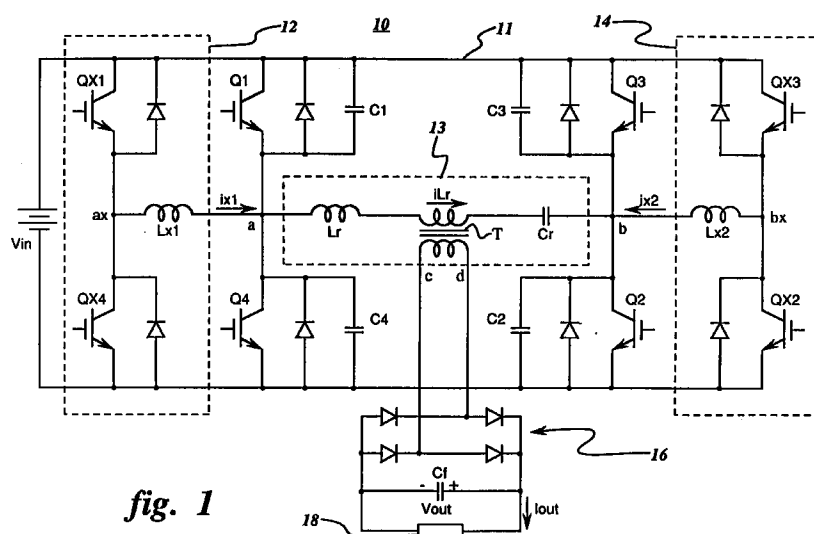 12
10
11
14
QX1
Q1
C1
C3
Q3
QX3
13
ax
ix1
a
iLr
ix2
b
bx
Lx1
Lr
T
Cr
Lx2
Vin
c
d
QX4
Q4
C4
C2
Q2
QX2
16
Cf
- +
Vout
Iout
fig. 1
18